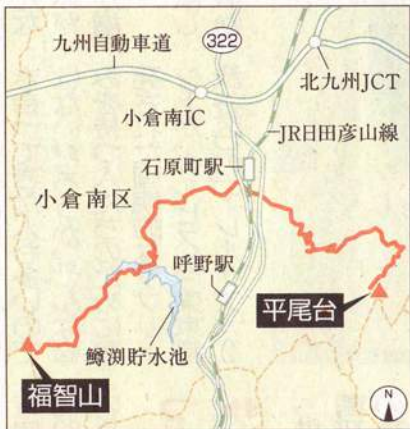 九州自動車道
322
北九州JCT
小倉南IC
JR日田彦山線
石原町駅
小倉南区
呼野駅
平尾台
鱒渕貯水池
福智山
N